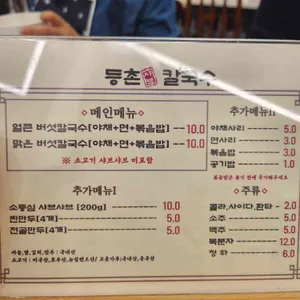 등촌 칼국수
◇메인메뉴◇
얼큰 버섯칼국수[야채+면+볶음밥] -- 10.0
맑은 버섯칼국수[야채+면+볶음밥] -- 10.0
※ 소고기 샤브샤브 미포함
추가메뉴I
소등심 샤브샤브 [200g] 10.0
찐만두[4개] 5.0
전골만두[4개] 5.0
추가메뉴II
야채사리 5.0
면사리 3.0
볶음밥 3.0
공기밥 1.0
◇주류◇
콜라,사이다,환타 - 2.0
소주 5.0
맥주 5.0
복분자 12.0
청하 6.0